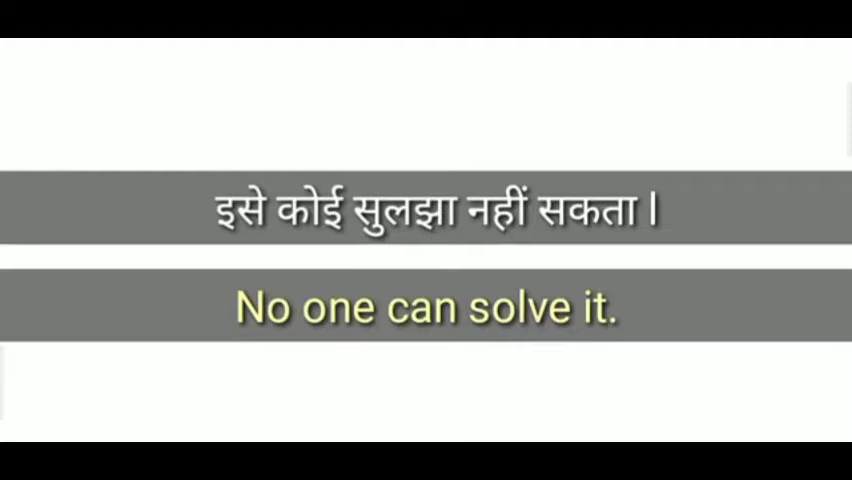 इसे कोई सुलझा नहीं सकता।
No one can solve it.